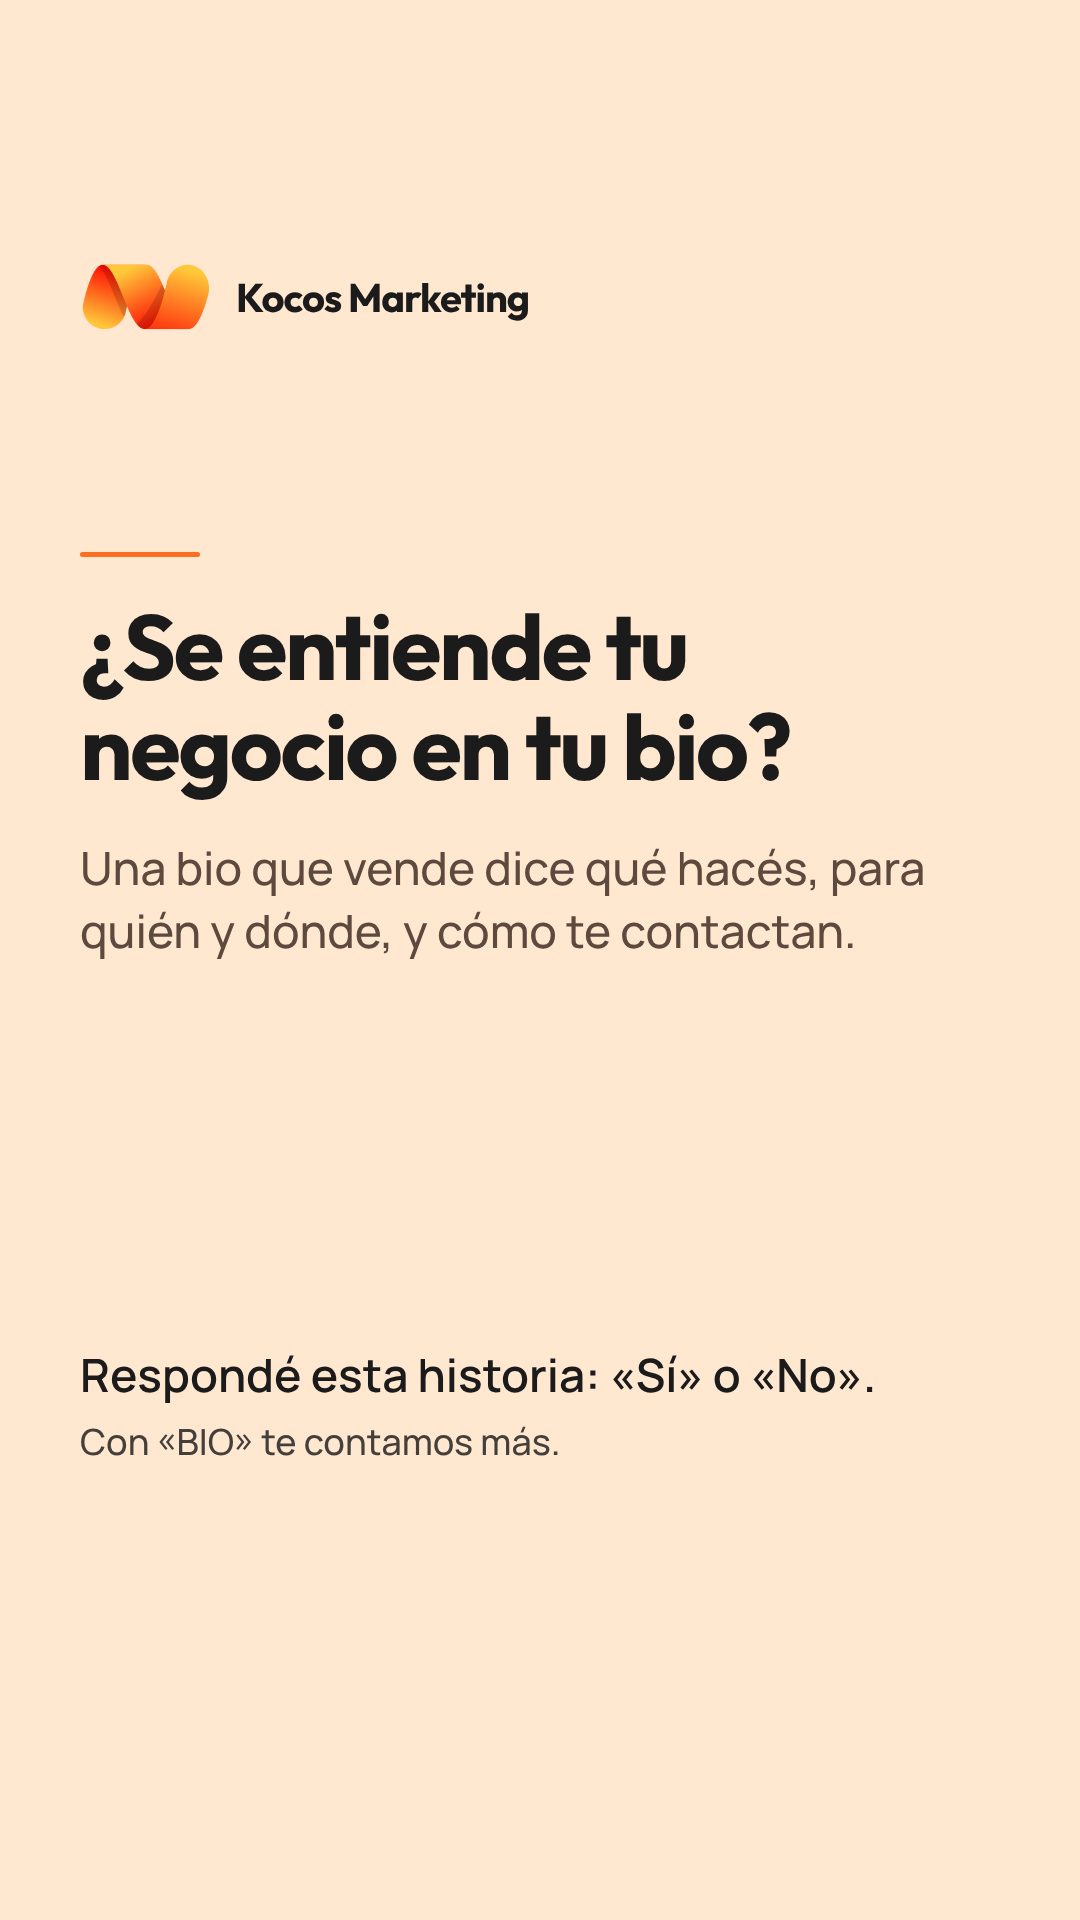 Kocos Marketing
¿Se entiende tu
negocio en tu bio?
Una bio que vende dice qué hacés, para
quién y dónde, y cómo te contactan.
Respondé esta historia: «Sí» o «No».
Con «BIO» te contamos más.